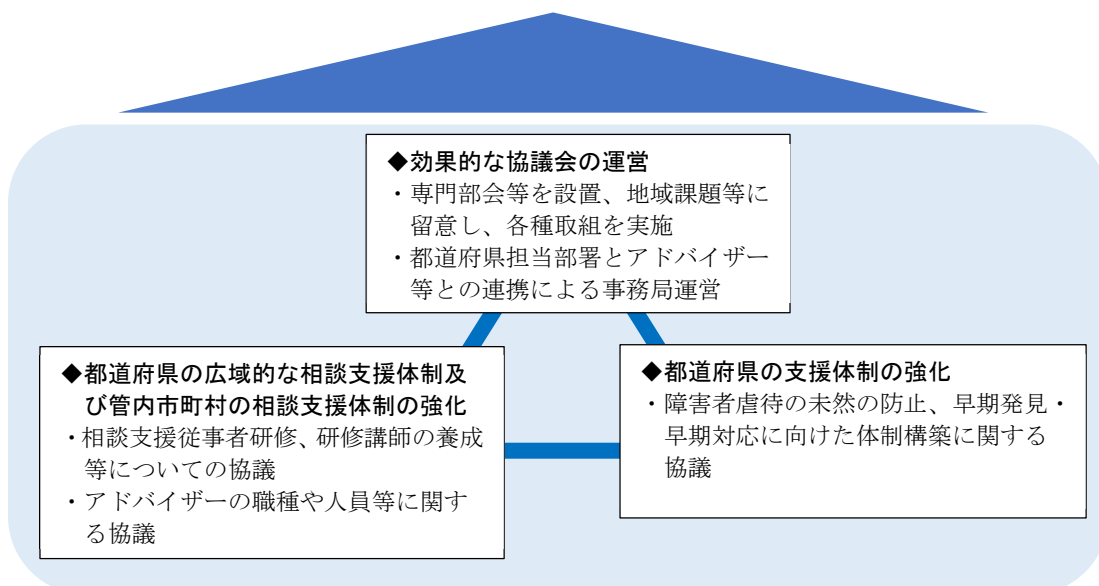 ◆効果的な協議会の運営
・専門部会等を設置、地域課題等に
留意し、各種取組を実施
・都道府県担当部署とアドバイザー
等との連携による事務局運営
◆都道府県の広域的な相談支援体制及
び管内市町村の相談支援体制の強化
・相談支援従事者研修、研修講師の養成
等についての協議
・アドバイザーの職種や人員等に関す
る協議
◆都道府県の支援体制の強化
・障害者虐待の未然の防止、早期発見・
早期対応に向けた体制構築に関する
協議